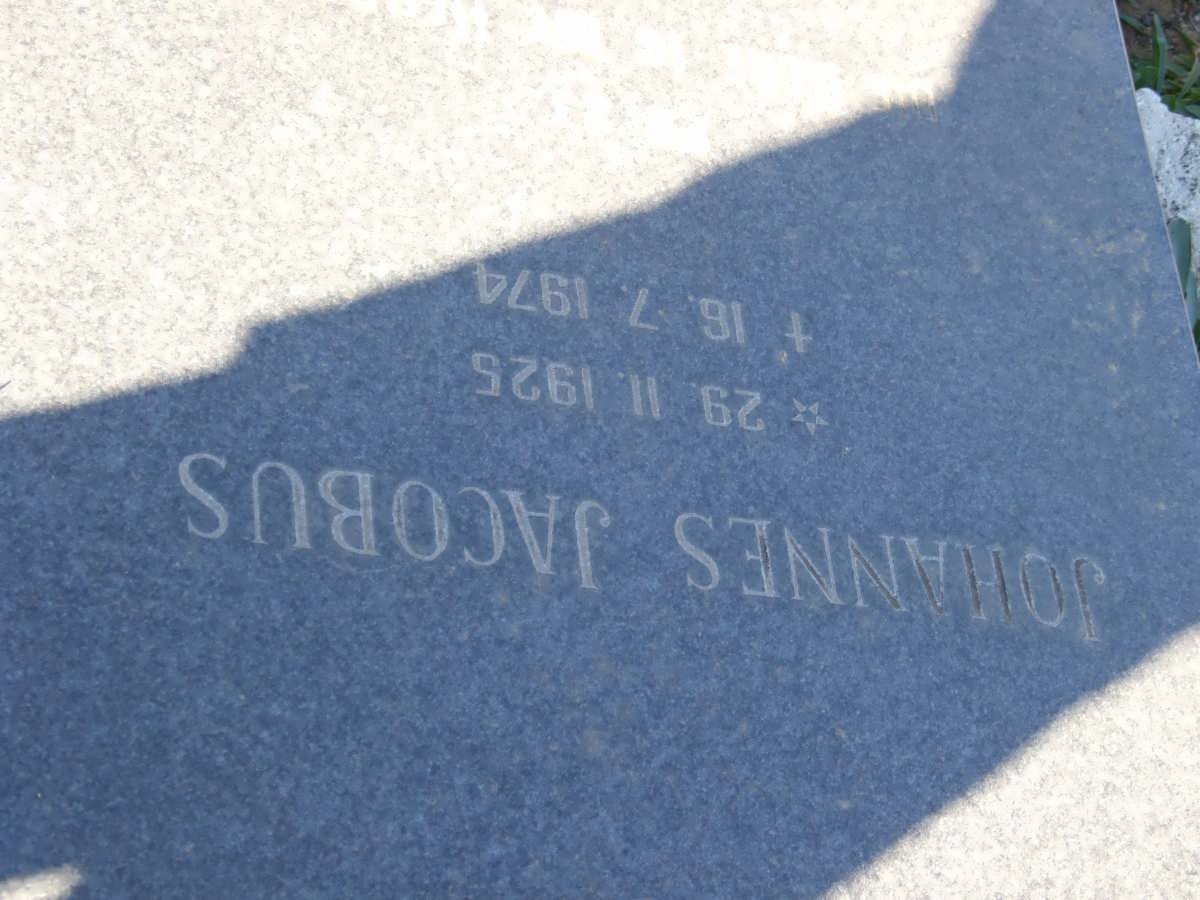 JOHANNES JACOBUS
☆ 29. 11. 1925
† 16. 7. 1974